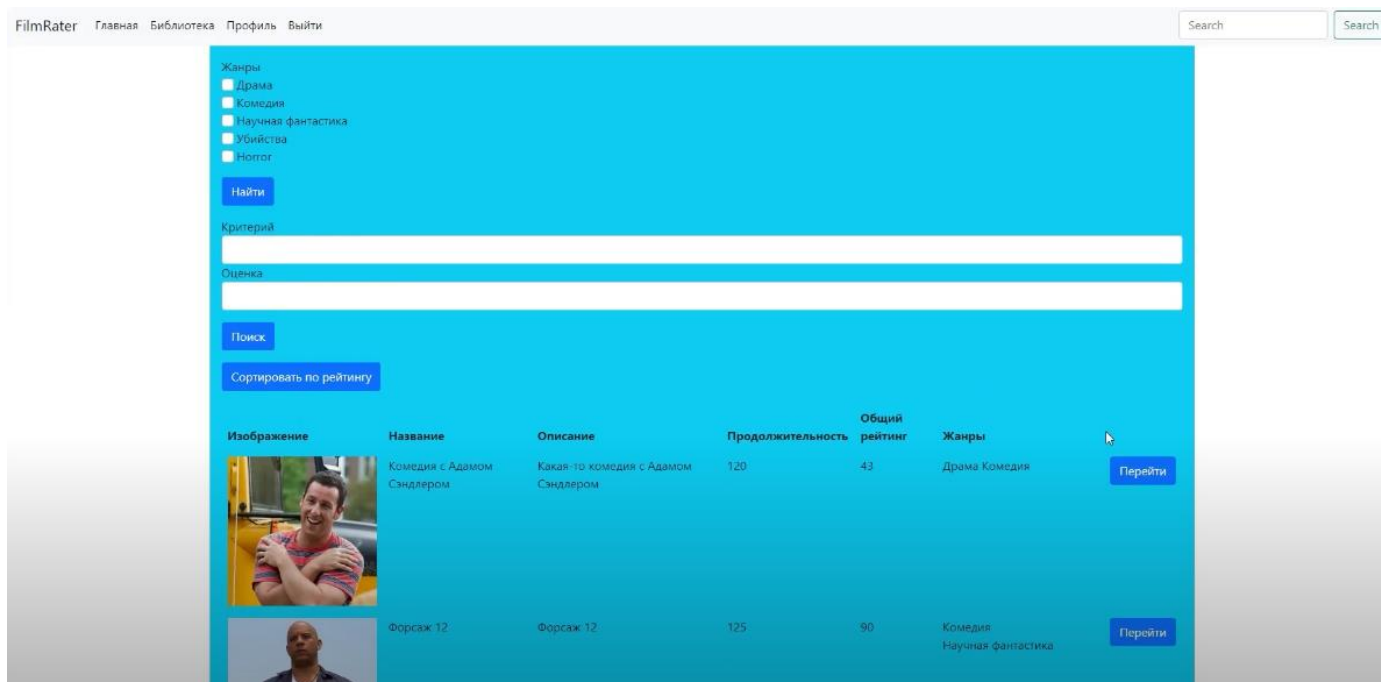 FilmRater Главная Библиотека Профиль Выйти Search Search
Жанры
Драма
Комедия
Научная фантастика
Убийства
Horror
Найти
Критерий
Оценка
Поиск
Сортировать по рейтингу
Изображение Название Описание Продолжительность Общий рейтинг Жанры
Комедия с Адамом Какая-то комедия с Адамом 120 43 Драма Комедия Перейти
Сэндлером Сэндлером
Форсаж 12 Форсаж 12 125 90 Комедия Перейти
Научная фантастика